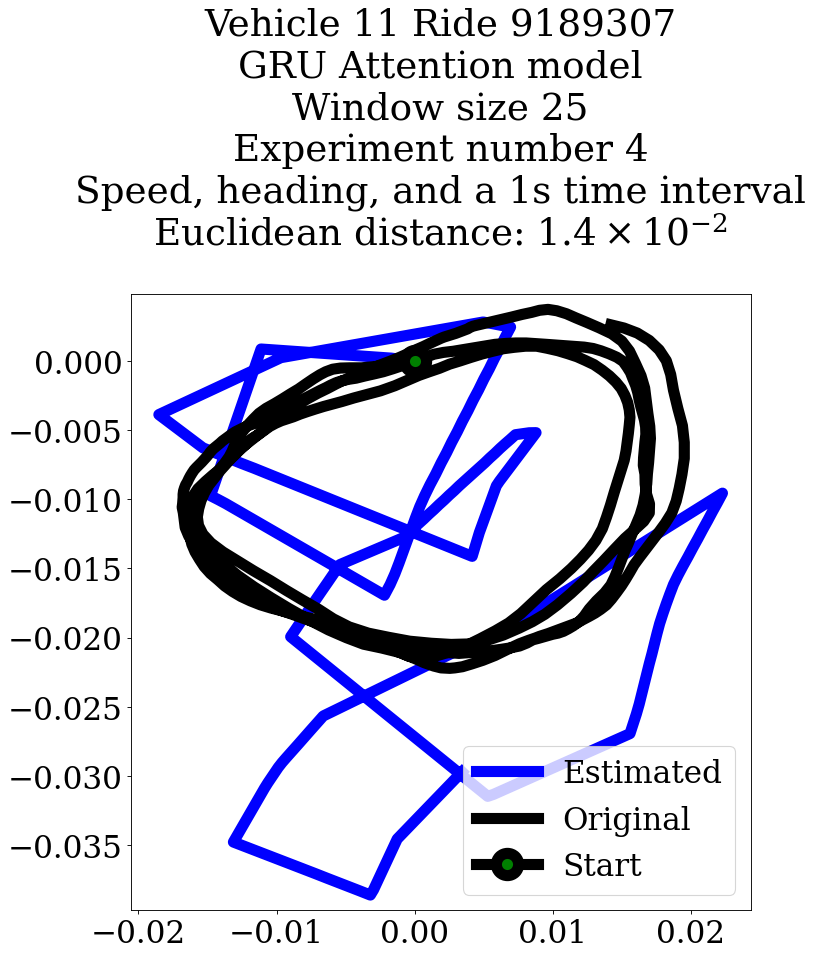 Vehicle 11 Ride 9189307
GRU Attention model
Window size 25
Experiment number 4
Speed, heading, and a 1s time interval
Euclidean distance: 1.4 × 10⁻²
0.000
−0.005
−0.010
−0.015
−0.020
−0.025
−0.030
−0.035
Estimated
Original
Start
−0.02 −0.01 0.00 0.01 0.02